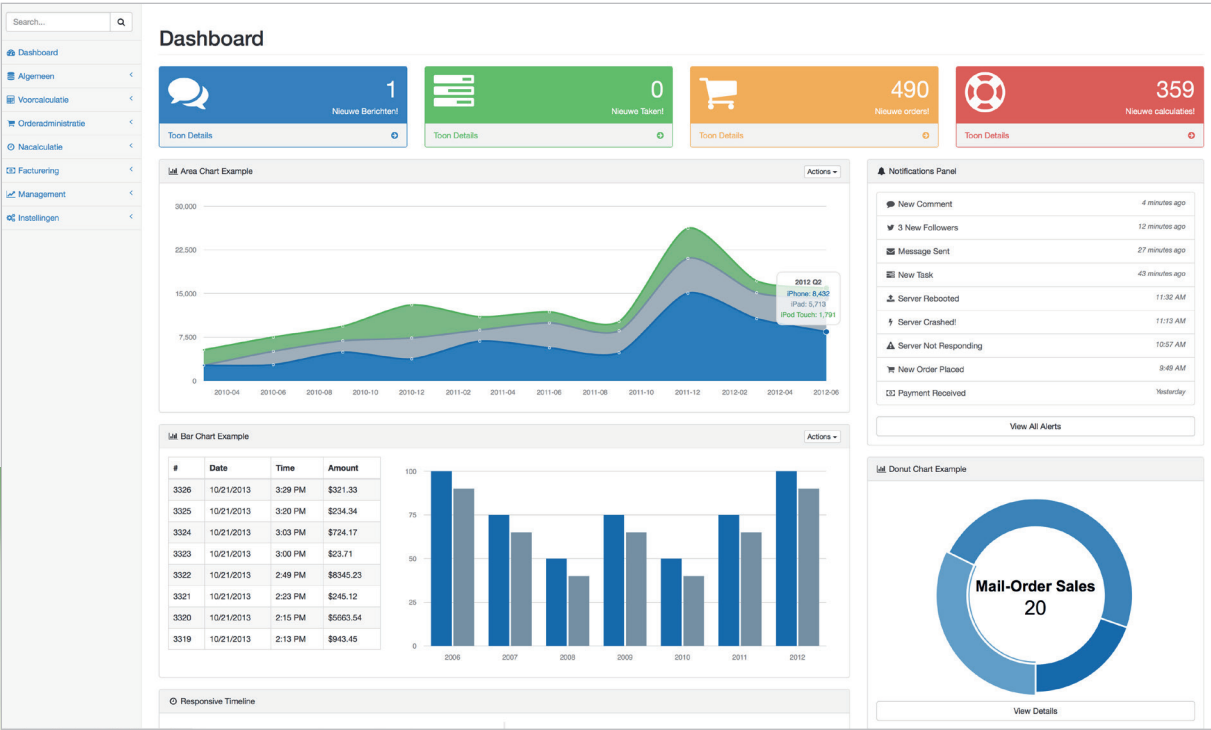 Search...
Dashboard
Algemeen
Voorcalculatie
Orderadministratie
Nacalculatie
Facturering
Management
Instellingen
Dashboard
1
Nieuwe Berichten!
Toon Details
0
Nieuwe Taken!
Toon Details
490
Nieuwe orders!
Toon Details
359
Nieuwe calculaties!
Toon Details
Area Chart Example
Actions
30,000
22,500
15,000
7,500
0
2010-04 2010-06 2010-08 2010-10 2010-12 2011-02 2011-04 2011-06 2011-08 2011-10 2011-12 2012-02 2012-04 2012-06
2012 Q2
iPhone: 8,432
iPad: 5,713
iPod Touch: 1,791
Bar Chart Example
Actions
# Date Time Amount
3326 10/21/2013 3:29 PM $321.33
3325 10/21/2013 3:20 PM $234.34
3324 10/21/2013 3:03 PM $724.17
3323 10/21/2013 3:00 PM $23.71
3322 10/21/2013 2:49 PM $8345.23
3321 10/21/2013 2:23 PM $245.12
3320 10/21/2013 2:15 PM $5663.54
3319 10/21/2013 2:13 PM $943.45
100
75
50
25
0
2006 2007 2008 2009 2010 2011 2012
Responsive Timeline
Notifications Panel
New Comment 4 minutes ago
3 New Followers 12 minutes ago
Message Sent 27 minutes ago
New Task 43 minutes ago
Server Rebooted 11:32 AM
Server Crashed! 11:13 AM
Server Not Responding 10:57 AM
New Order Placed 9:49 AM
Payment Received Yesterday
View All Alerts
Donut Chart Example
Mail-Order Sales
20
View Details